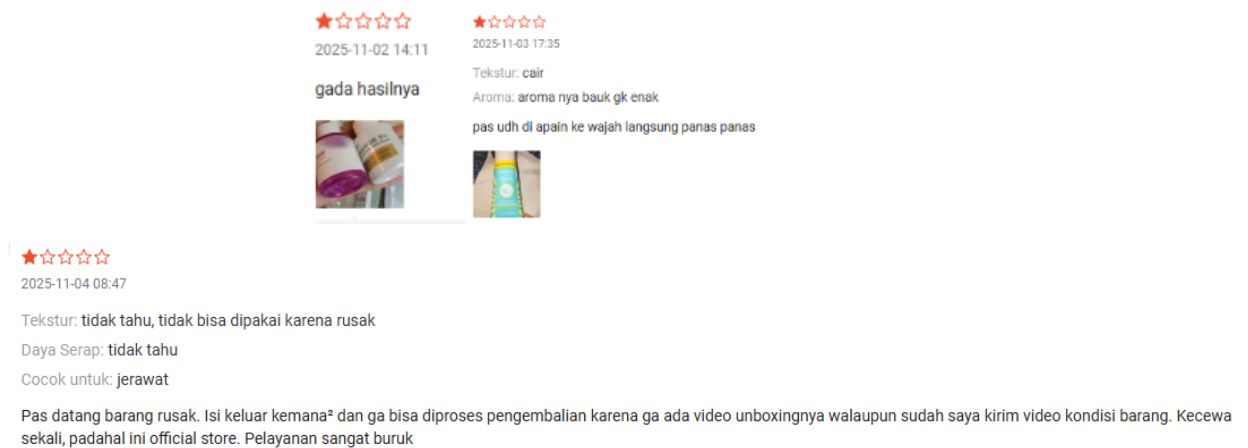 2025-11-02 14:11
gada hasilnya
2025-11-03 17:35
Tekstur: cair
Aroma: aroma nya bauk gk enak
pas udh di apain ke wajah langsung panas panas
2025-11-04 08:47
Tekstur: tidak tahu, tidak bisa dipakai karena rusak
Daya Serap: tidak tahu
Cocok untuk: jerawat
Pas datang barang rusak. Isi keluar kemana² dan ga bisa diproses pengembalian karena ga ada video unboxingnya walaupun sudah saya kirim video kondisi barang. Kecewa
sekali, padahal ini official store. Pelayanan sangat buruk